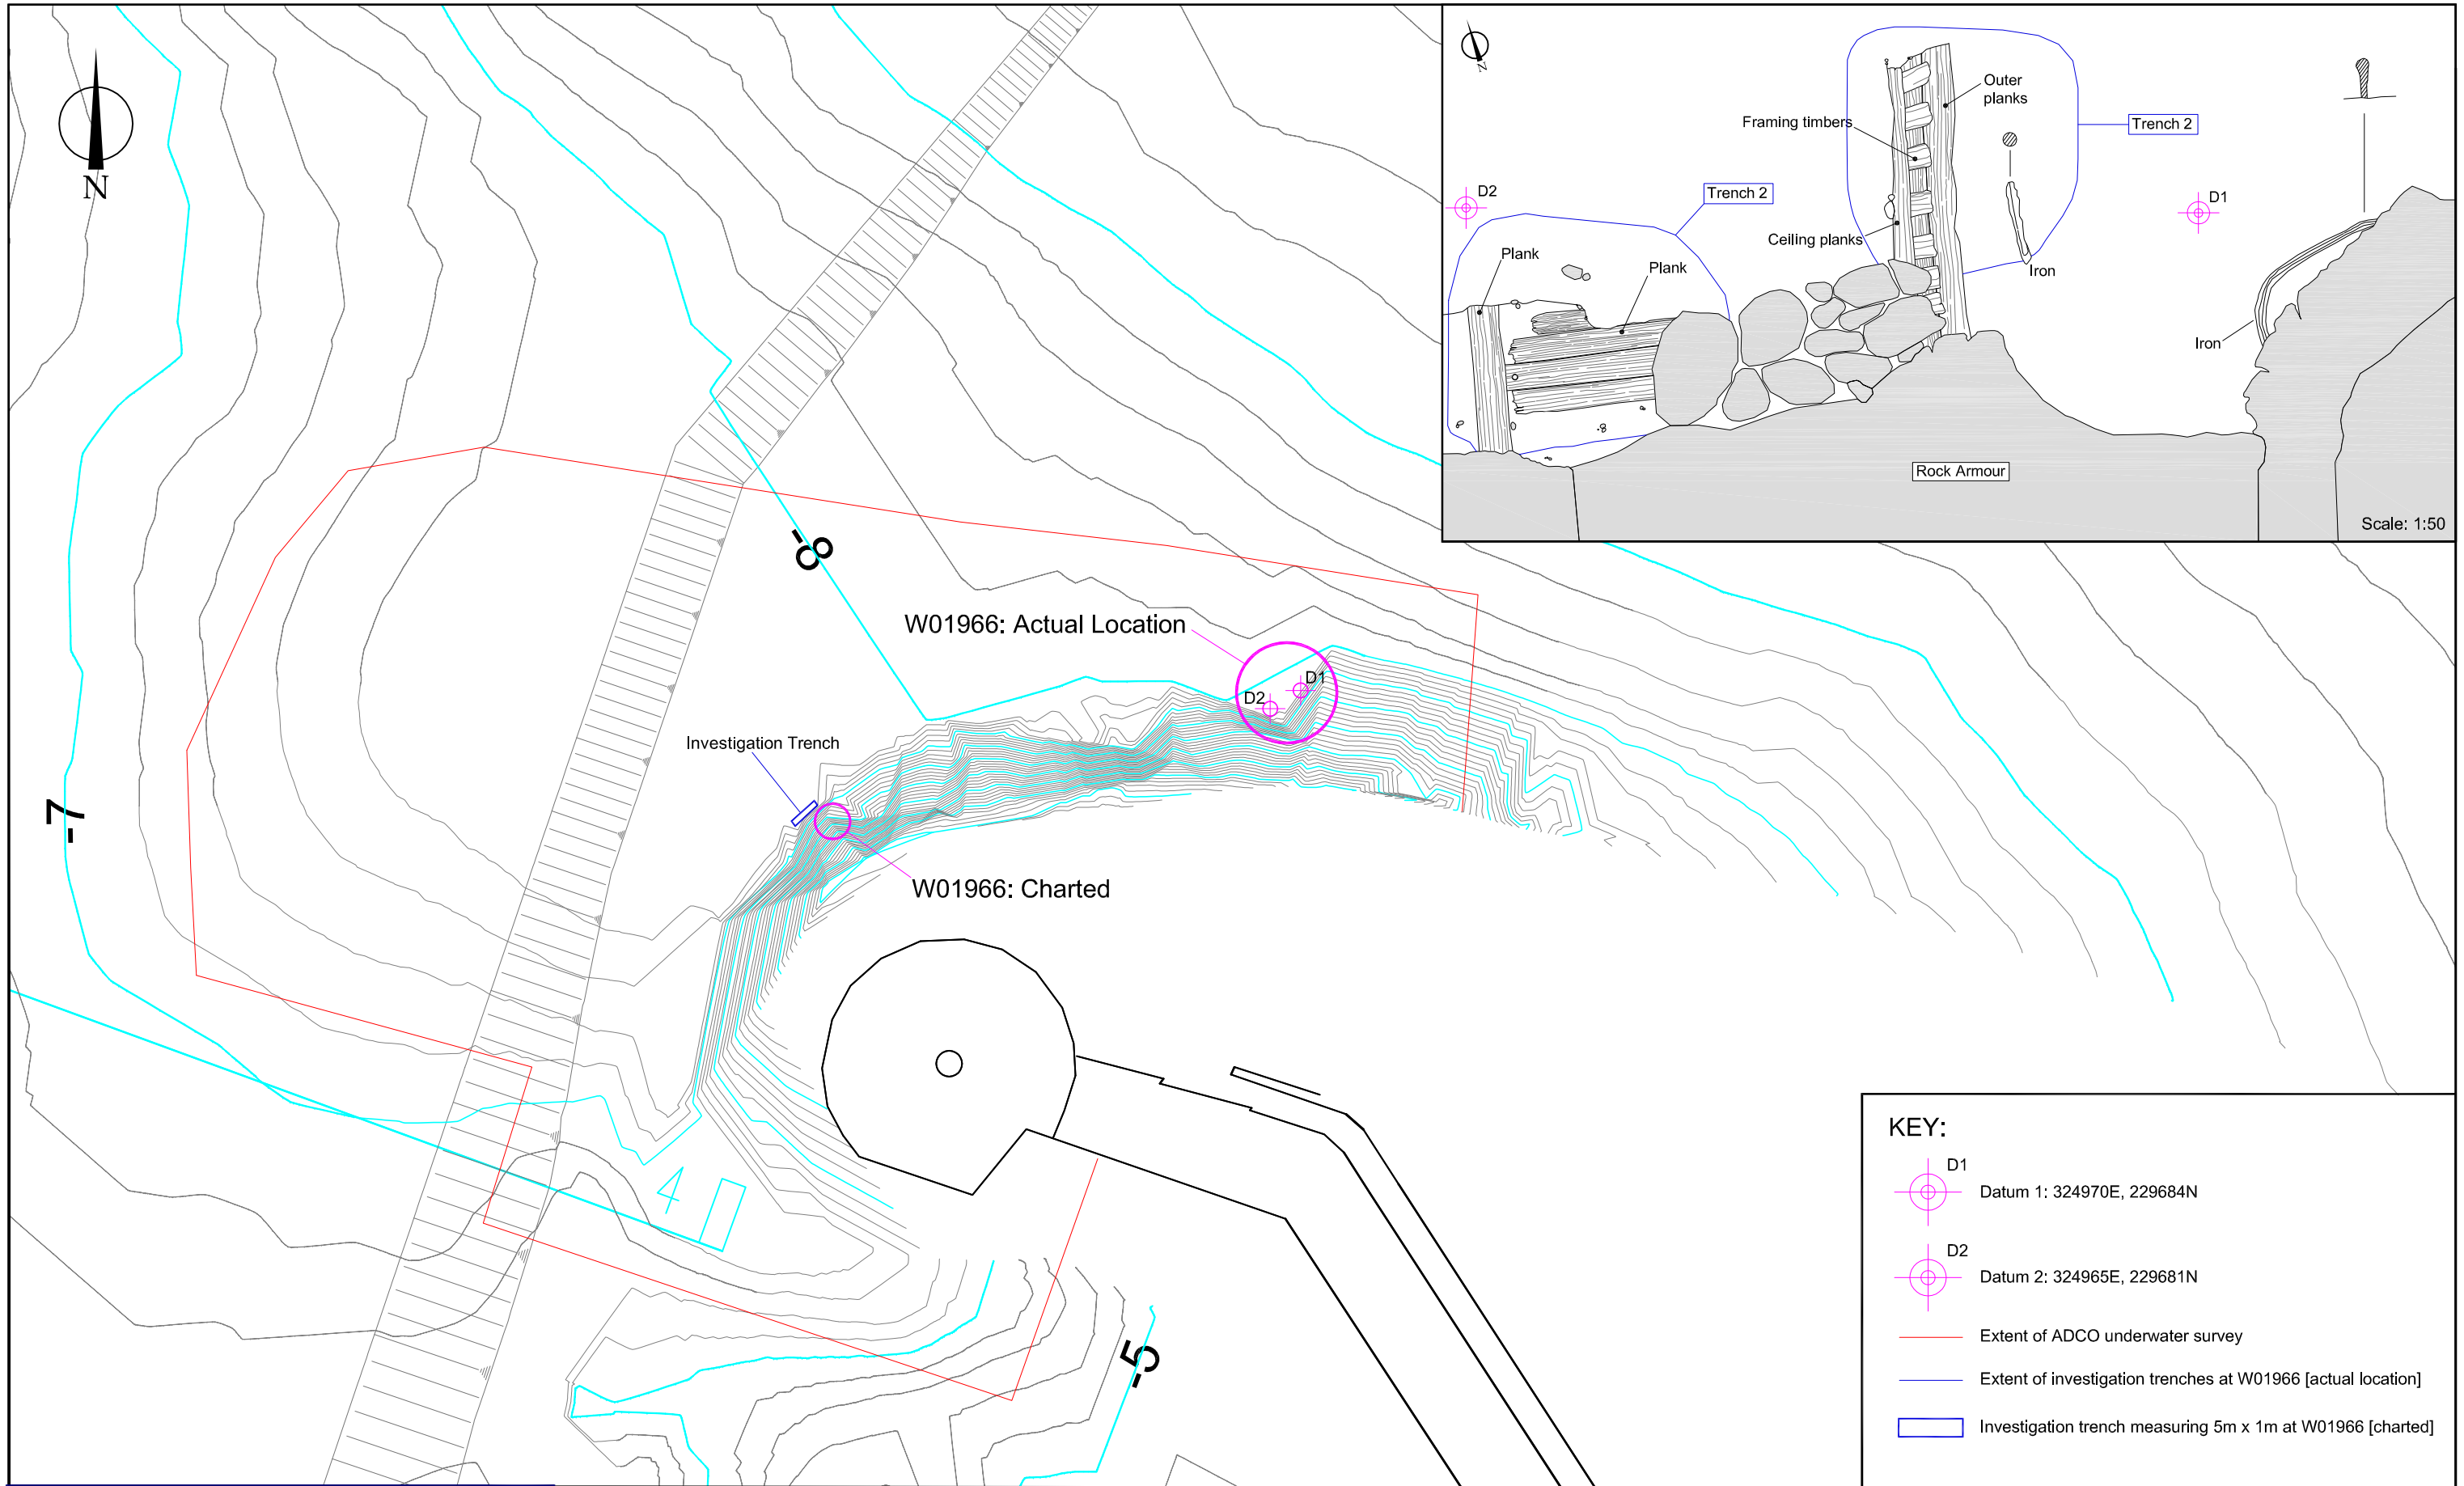 N
-8
W01966: Actual Location
D1
D2
Investigation Trench
-7
W01966: Charted
-5
N
D2
Plank
Plank
Trench 2
Framing timbers
Outer
planks
Ceiling planks
Trench 2
D1
Iron
Iron
Rock Armour
Scale: 1:50
KEY:
D1
Datum 1: 324970E, 229684N
D2
Datum 2: 324965E, 229681N
Extent of ADCO underwater survey
Extent of investigation trenches at W01966 [actual location]
Investigation trench measuring 5m x 1m at W01966 [charted]